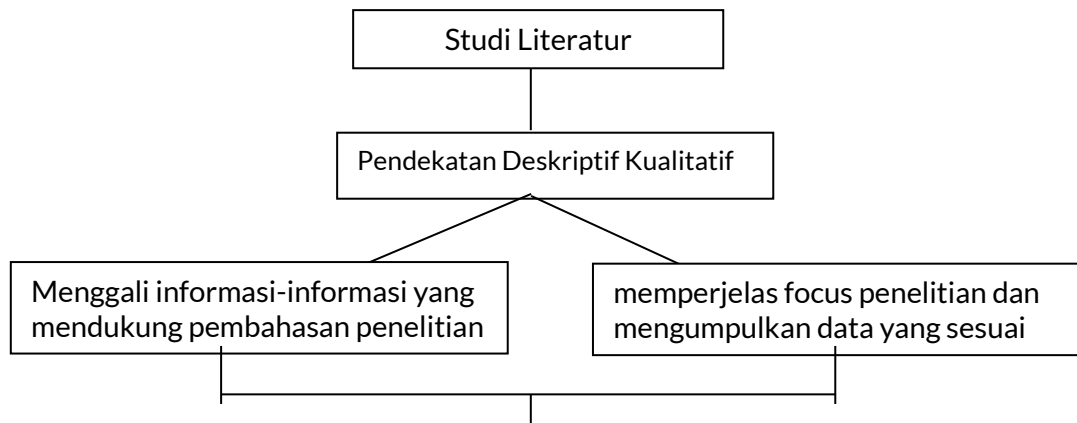 Studi Literatur
Pendekatan Deskriptif Kualitatif
Menggali informasi-informasi yang
mendukung pembahasan penelitian
memperjelas focus penelitian dan
mengumpulkan data yang sesuai